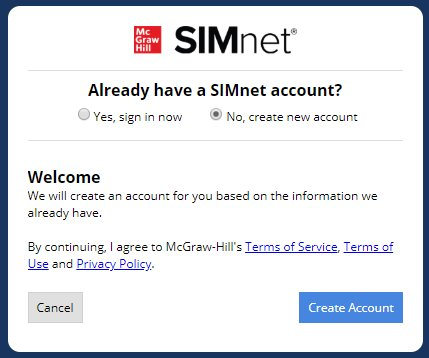 Mc
Graw
Hill
SIMnet®
Already have a SIMnet account?
Yes, sign in now
No, create new account
Welcome
We will create an account for you based on the information we
already have.
By continuing, I agree to McGraw-Hill's Terms of Service, Terms of
Use and Privacy Policy.
Cancel
Create Account